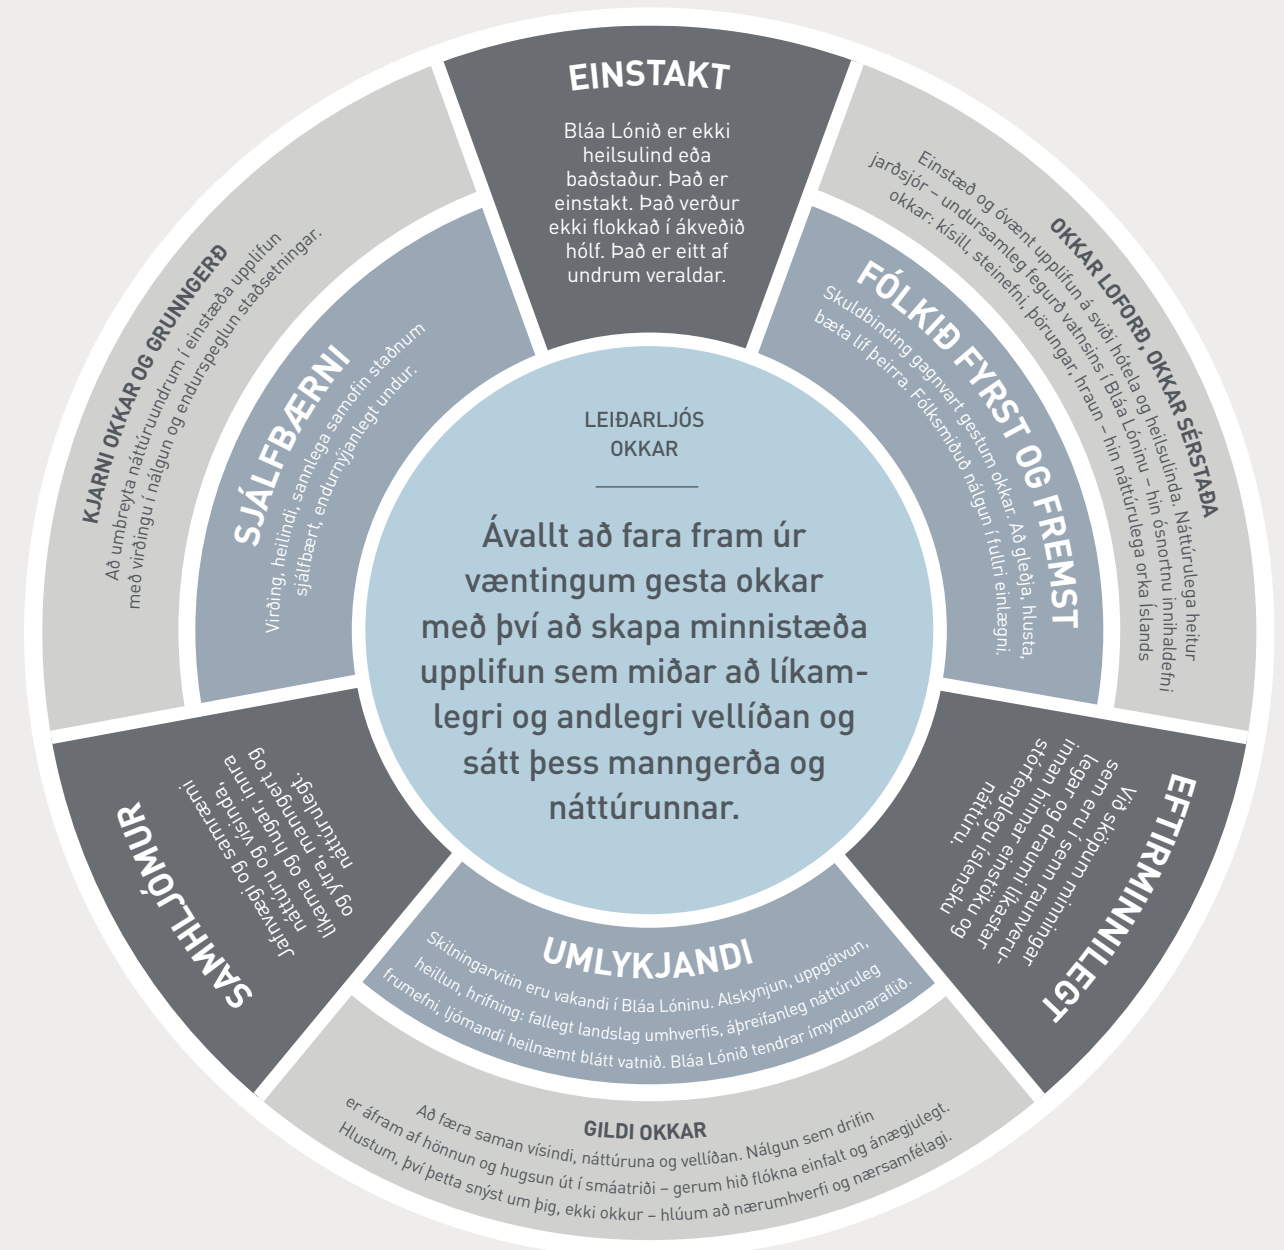 EINSTAKT
Bláa Lónið er ekki
heilsulind eða
baðstaður. Það er
einstakt. Það verður
ekki flokkað í ákveðið
hólf. Það er eitt af
undrum veraldar.
OKKAR LOFORÐ, OKKAR SÉRSTAÐA
Einstæð og óvænt upplifun á sviði hótela og heilsulinda. Náttúrulega heitur
jarðsjór – undursamleg fegurð vatnsins í Bláa Lóninu – hin ósnortnu innihaldefni
okkar: kísill, steinefni, þörungar, hraun – hin náttúrulega orka Íslands
FÓLKIÐ FYRST OG FREMST
Skuldbinding gagnvart gestum okkar. Að gleðja, hlusta,
bæta líf þeirra. Fólksmiðuð nálgun í fullri einlægni.
EFTIRMINNILEGT
Við sköpum minningar
sem eru í senn raunveru-
legar og draumi líkastar
innan hinnar einstöku og
stórfenglegu íslensku
náttúru.
UMLYKJANDI
Skilningarvitin eru vakandi í Bláa Lóninu. Alskynjun, uppgötvun,
heillun, hrifning: fallegt landslag umhverfis, áþreifanleg náttúruleg
frumefni, ljómandi heilnæmt blátt vatnið. Bláa Lónið tendrar ímyndunaraflið.
GILDI OKKAR
Að færa saman vísindi, náttúruna og vellíðan. Nálgun sem drifin
er áfram af hönnun og hugsun út í smáatriði – gerum hið flókna einfalt og ánægjulegt.
Hlustum, því þetta snýst um þig, ekki okkur – hlúum að nærumhverfi og nærsamfélagi.
SAMHLJÓMUR
Jafnvægi og samræmi
náttúru og vísinda,
líkama og hugar, innra
og ytra, manngert og
náttúrulegt.
KJARNI OKKAR OG GRUNNGERÐ
Að umbreyta náttúruundrum í einstæða upplifun
með virðingu í nálgun og endurspeglun staðsetningar.
SJÁLFBÆRNI
Virðing, heilindi, sannlega samofin staðnum
sjálfbært, endurnýjanlegt undur.
LEIÐARLJÓS
OKKAR
Ávallt að fara fram úr
væntingum gesta okkar
með því að skapa minnistæða
upplifun sem miðar að líkam-
legri og andlegri vellíðan og
sátt þess manngerða og
náttúrunnar.